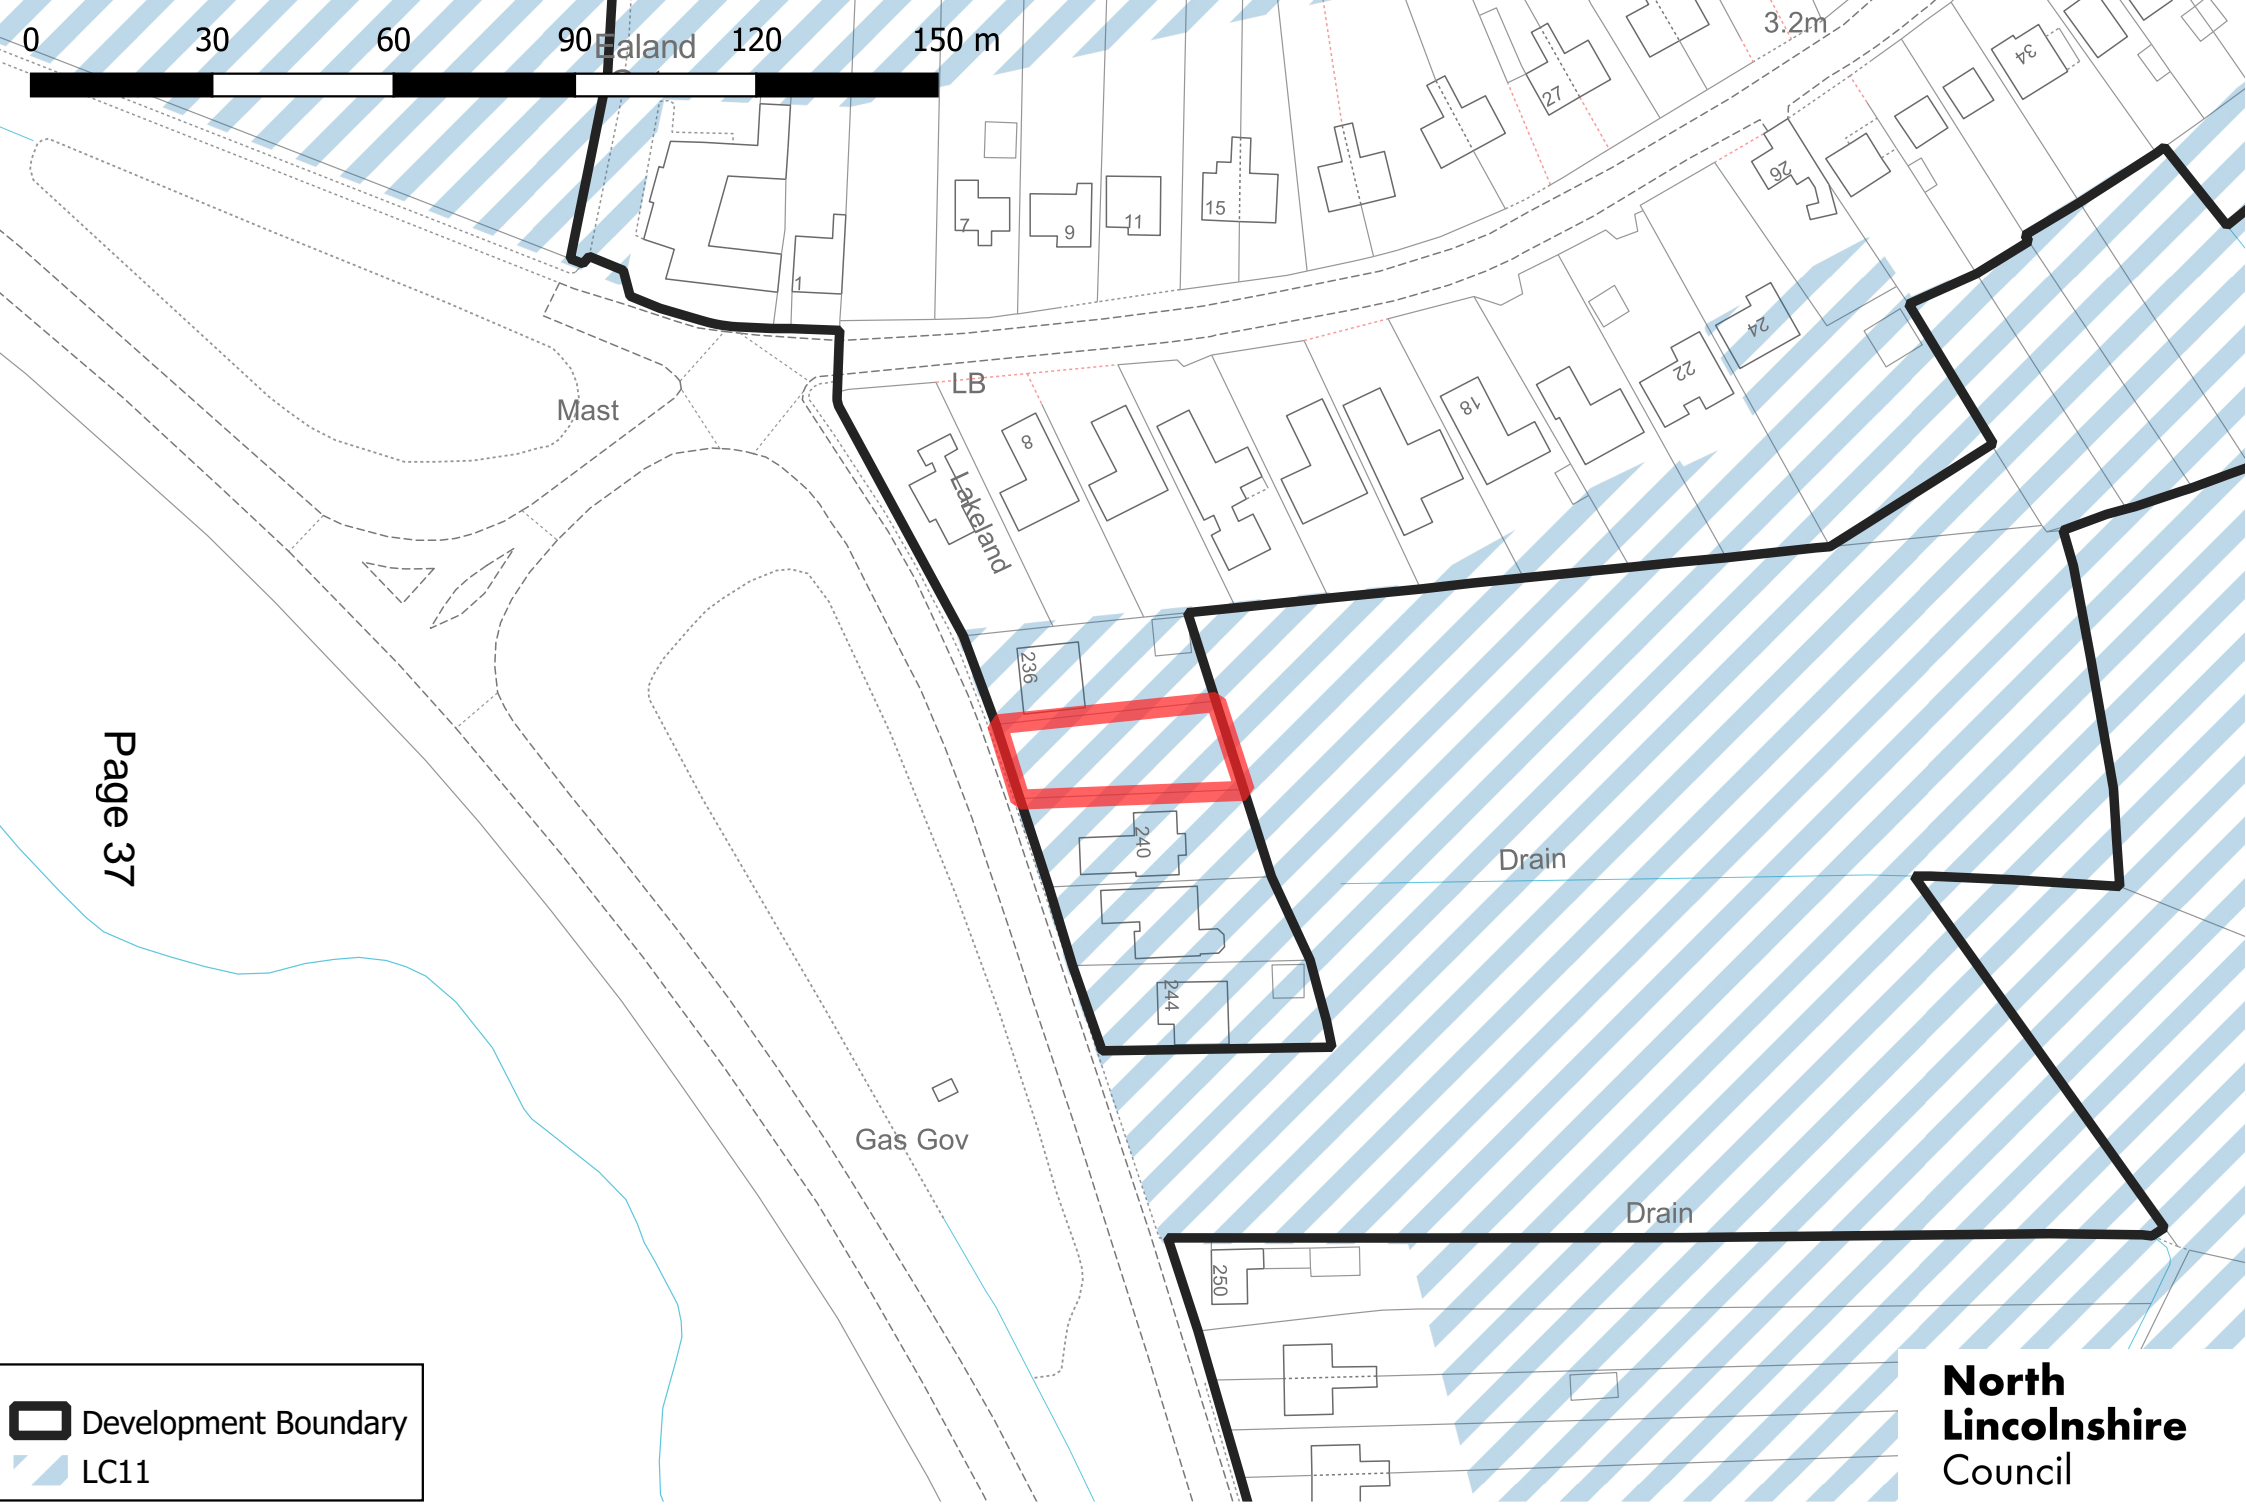 0 30 60 90 120 150 m
Ealand
3.2m
27
34
26
7
9
11
15
1
24
22
LB
Mast
18
8
Lakeland
236
Page 37
240
Drain
244
Gas Gov
Drain
250
Development Boundary
LC11
North
Lincolnshire
Council